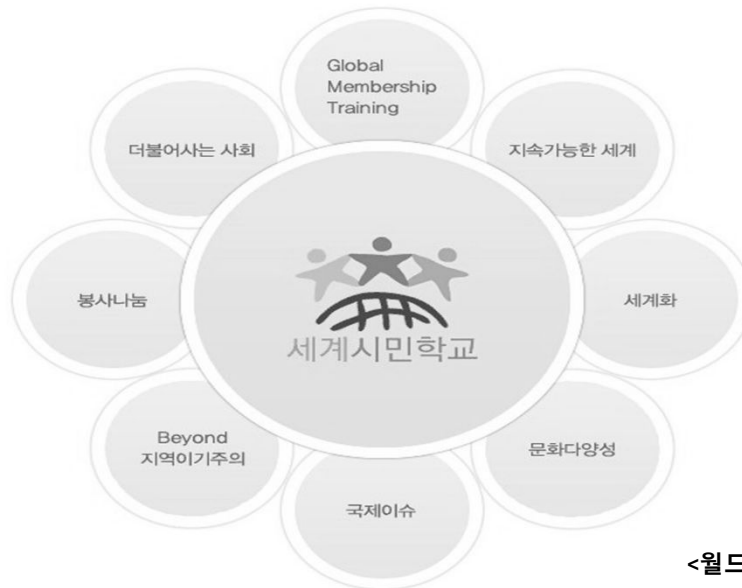 Global
Membership
Training
더불어사는 사회
지속가능한 세계
봉사나눔
세계화
세계시민학교
Beyond
지역이기주의
문화다양성
국제이슈
<월드